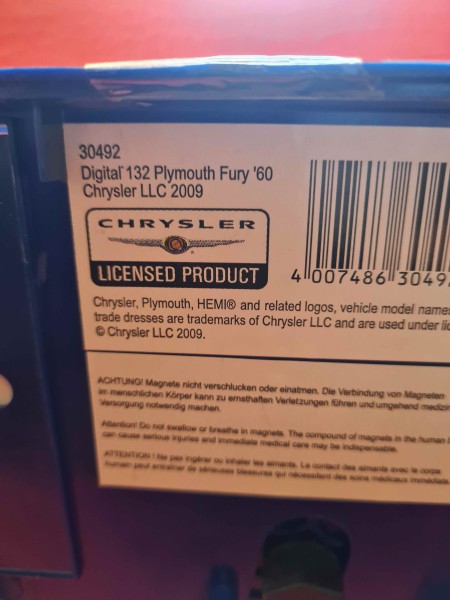 30492
Digital 132 Plymouth Fury '60
Chrysler LLC 2009
CHRYSLER
LICENSED PRODUCT
4 007486 3049
Chrysler, Plymouth, HEMI® and related logos, vehicle model names
trade dresses are trademarks of Chrysler LLC and are used under
© Chrysler LLC 2009.
ACHTUNG! Magnete nicht verschlucken oder einatmen. Die Verbindung von Magneten
im menschlichen Körper kann zu ernsthaften Verletzungen führen und umgehend
Versorgung notwendig machen.
Attention! Do not swallow or breathe in magnets. The compound of magnets in the human
can cause serious injuries and immediate medical care may be indispensable.
ATTENTION ! Ne pas ingérer ou inhaler les aimants. Le contact des aimants avec le corps
humain peut entraîner de sérieuses blessures qui nécessitent des soins médicaux